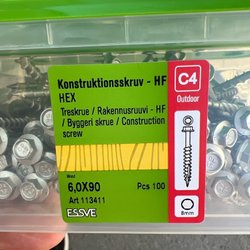 Konstruktionsskruv - HF
HEX
Treskrue / Rakennusruuvi - HF
/ Byggeri skrue / Construction
screw
C4
Outdoor
Wood
6,0X90
Pcs 100
Art 113411
ESSVE
8mm